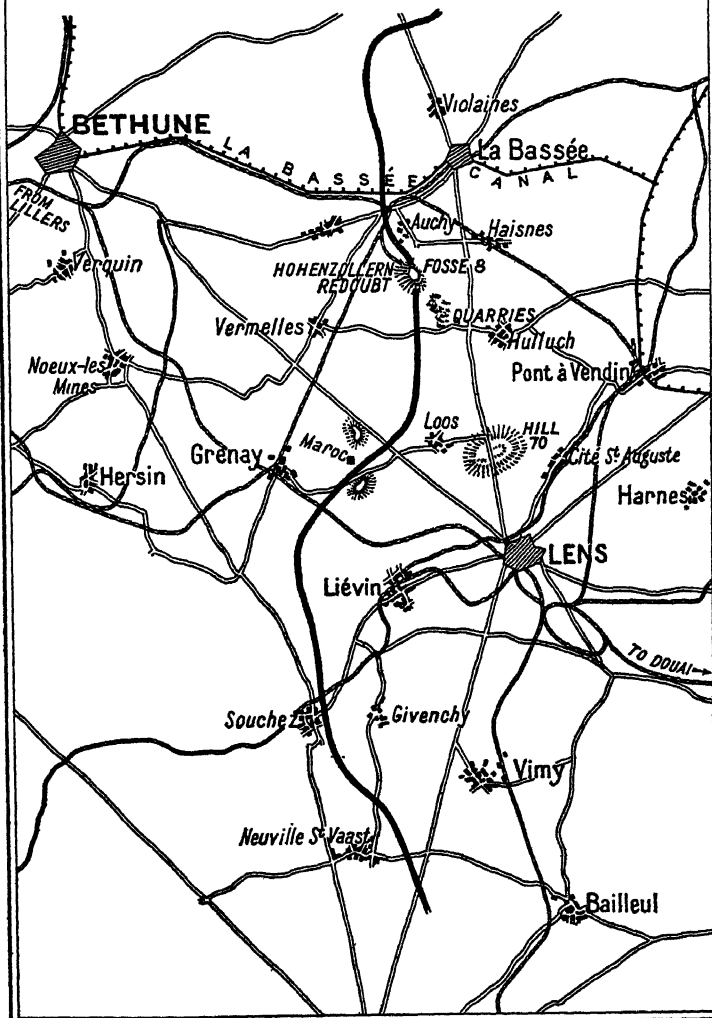 Violaines
BETHUNE
LA BASSÉE CANAL
La Bassée
FROM
LILLERS
Auchy
Haisnes
Verquin
HOHENZOLLERN
REDOUBT
FOSSE 8
QUARRIES
Vermelles
Hulluch
Noeux-les
Mines
Pont à Vendin
Loos
HILL
70
Maroc
Grenay
Cité St Auguste
Hersin
Harnes
LENS
Liévin
TO DOUAI
Souchez
Givenchy
Vimy
Neuville St Vaast
Bailleul